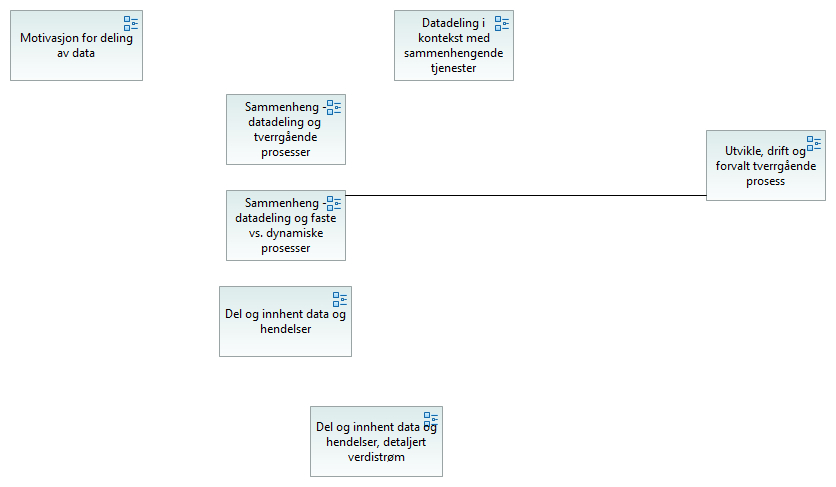 Motivasjon for deling
av data
Datadeling i
kontekst med
sammenhengende
tjenester
Sammenheng -
datadeling og
tverrgående
prosesser
Utvikle, drift og
forvalt tverrgående
prosess
Sammenheng -
datadeling og faste
vs. dynamiske
prosesser
Del og innhent data og
hendelser
Del og innhent data og
hendelser, detaljert
verdistrøm